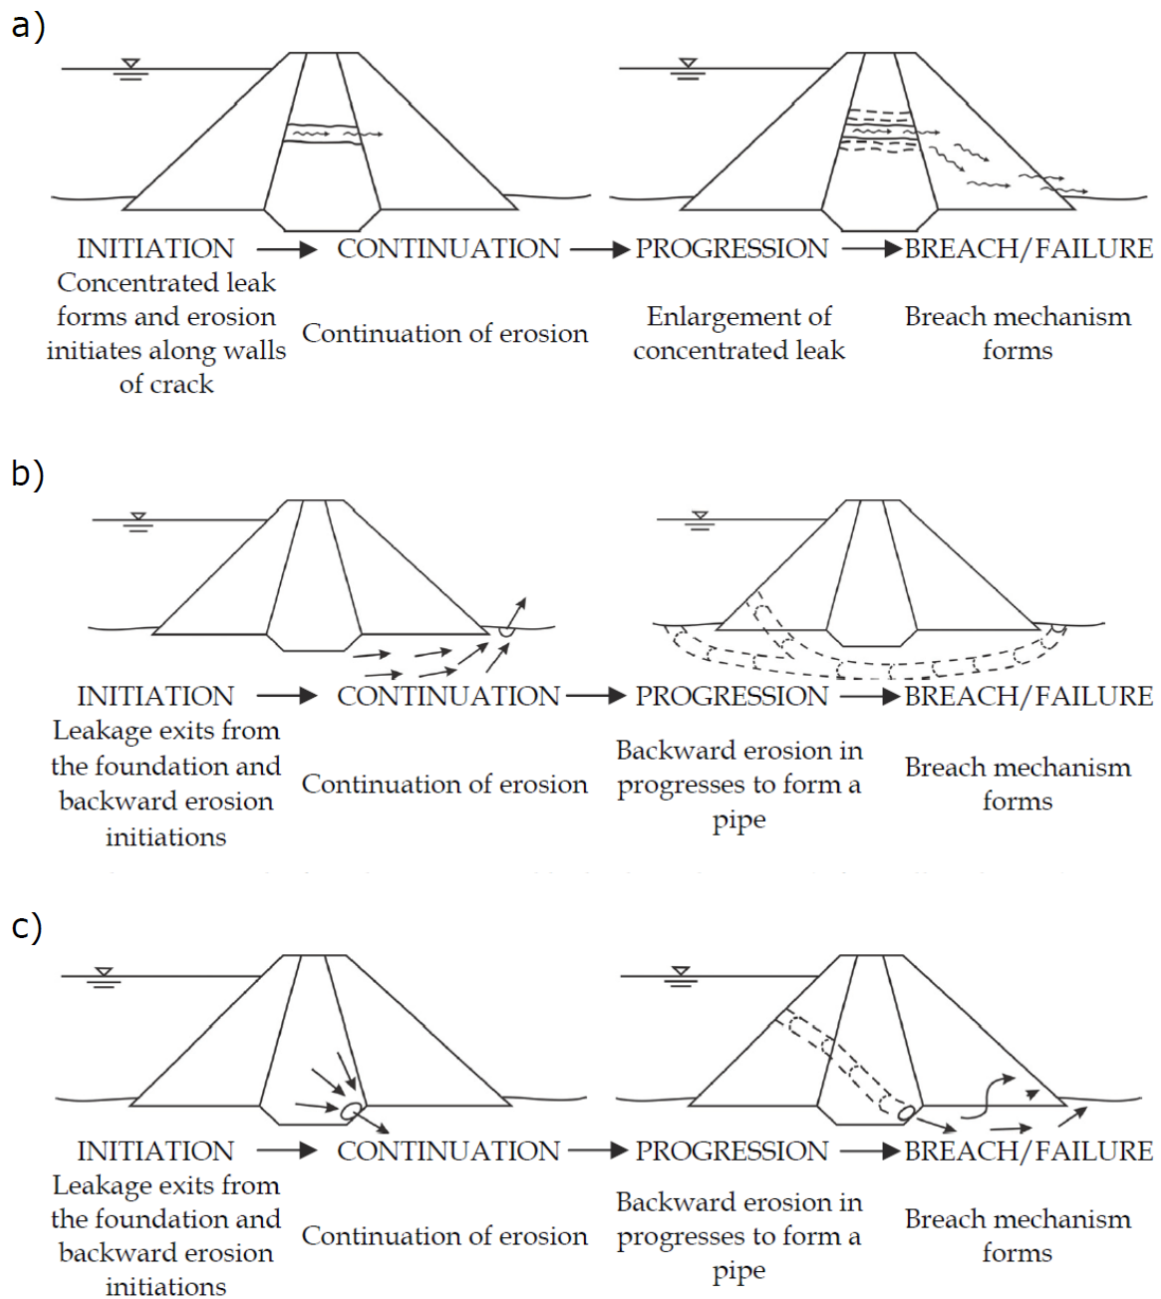 a)
INITIATION CONTINUATION PROGRESSION BREACH/FAILURE
Concentrated leak
forms and erosion
initiates along walls
of crack
Continuation of erosion
Enlargement of
concentrated leak
Breach mechanism
forms
b)
INITIATION CONTINUATION PROGRESSION BREACH/FAILURE
Leakage exits from
the foundation and
backward erosion
initiations
Continuation of erosion
Backward erosion in
progresses to form a
pipe
Breach mechanism
forms
c)
INITIATION CONTINUATION PROGRESSION BREACH/FAILURE
Leakage exits from
the foundation and
backward erosion
initiations
Continuation of erosion
Backward erosion in
progresses to form a
pipe
Breach mechanism
forms